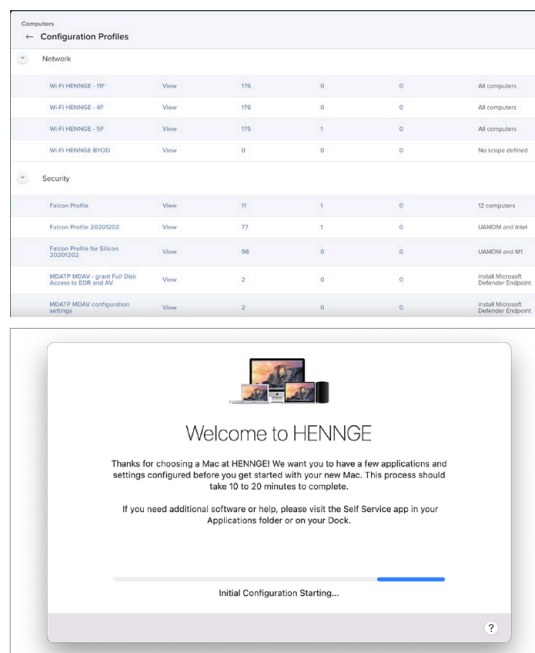 Computers
← Configuration Profiles
Network
Wi-Fi HENNGE - 11F View 176 0 0 All computers
Wi-Fi HENNGE - 4F View 176 0 0 All computers
Wi-Fi HENNGE - 5F View 175 1 0 All computers
Wi-Fi HENNGE BYOD View 0 0 0 No scope defined
Security
Falcon Profile View 11 1 0 12 computers
Falcon Profile 20201202 View 77 1 0 UAMDM and Intel
Falcon Profile for Silicon
20201202 View 98 0 0 UAMDM and M1
MDATP MDAV - grant Full Disk
Access to EDR and AV View 2 0 0 install Microsoft
Defender Endpoint
MDATP MDAV configuration
settings View 2 0 0 install Microsoft
Defender Endpoint
Welcome to HENNGE
Thanks for choosing a Mac at HENNGE! We want you to have a few applications and
settings configured before you get started with your new Mac. This process should
take 10 to 20 minutes to complete.
If you need additional software or help, please visit the Self Service app in your
Applications folder or on your Dock.
Initial Configuration Starting...
?